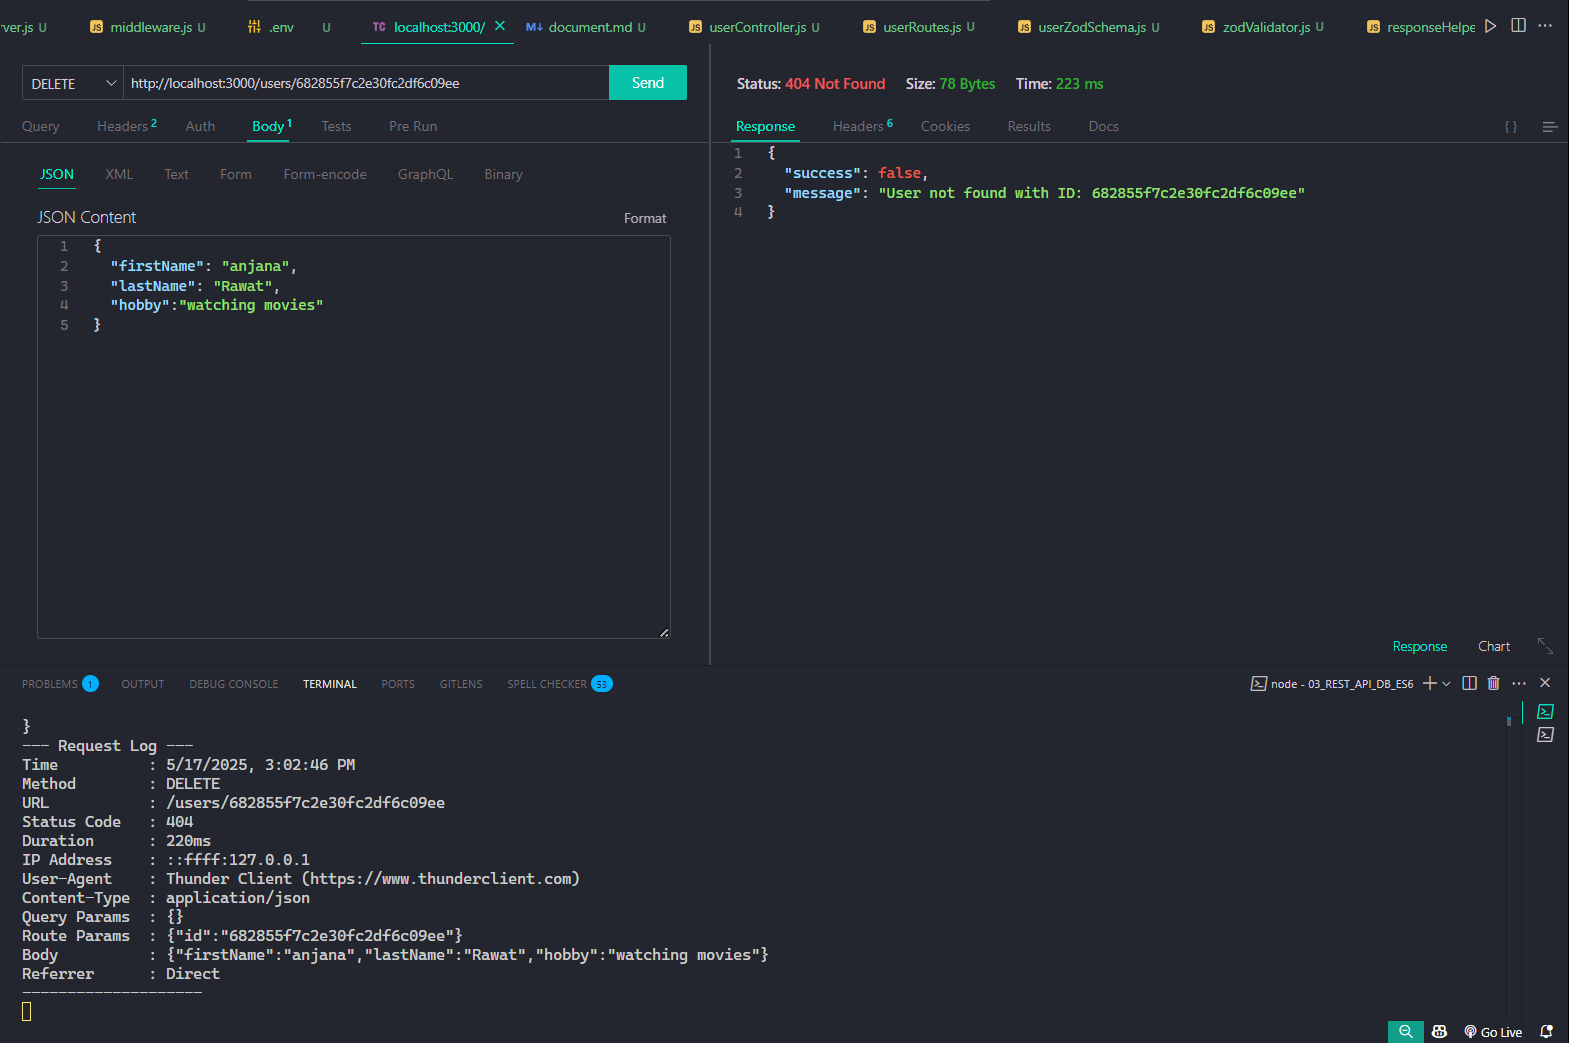 ver.js U
JS middleware.js U
.env U
TC localhost:3000/ ×
M↓ document.md U
JS userController.js U
JS userRoutes.js U
JS userZodSchema.js U
JS zodValidator.js U
JS responseHelpe
DELETE http://localhost:3000/users/682855f7c2e30fc2df6c09ee Send
Query Headers 2 Auth Body 1 Tests Pre Run
JSON XML Text Form Form-encode GraphQL Binary
JSON Content Format
1 {
2 "firstName": "anjana",
3 "lastName": "Rawat",
4 "hobby":"watching movies"
5 }
Status: 404 Not Found Size: 78 Bytes Time: 223 ms
Response Headers 6 Cookies Results Docs { }
1 {
2 "success": false,
3 "message": "User not found with ID: 682855f7c2e30fc2df6c09ee"
4 }
Response Chart
PROBLEMS 1 OUTPUT DEBUG CONSOLE TERMINAL PORTS GITLENS SPELL CHECKER 53 node - 03_REST_API_DB_ES6
}
--- Request Log ---
Time : 5/17/2025, 3:02:46 PM
Method : DELETE
URL : /users/682855f7c2e30fc2df6c09ee
Status Code : 404
Duration : 220ms
IP Address : ::ffff:127.0.0.1
User-Agent : Thunder Client (https://www.thunderclient.com)
Content-Type : application/json
Query Params : {}
Route Params : {"id":"682855f7c2e30fc2df6c09ee"}
Body : {"firstName":"anjana","lastName":"Rawat","hobby":"watching movies"}
Referrer : Direct
--------------------
Go Live